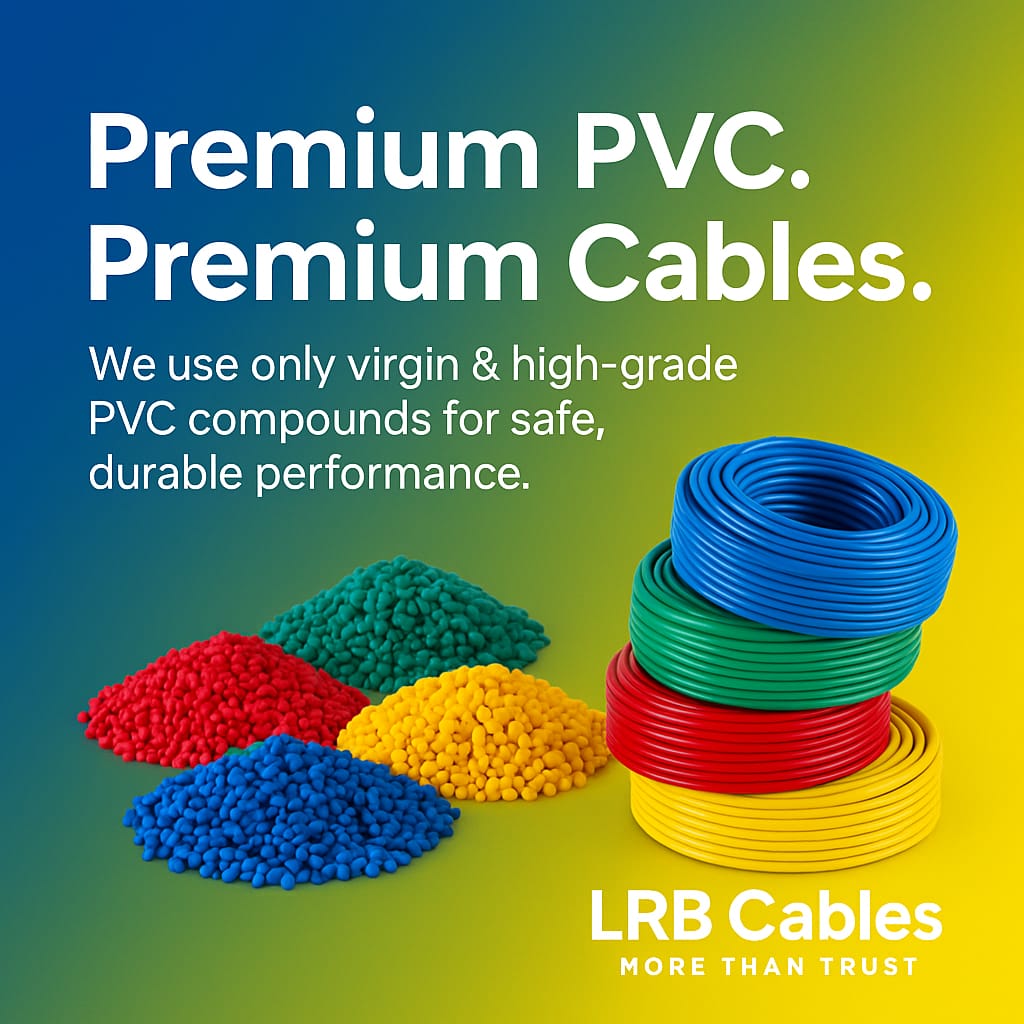 Premium PVC.
Premium Cables.
We use only virgin & high-grade
PVC compounds for safe,
durable performance.
LRB Cables
MORE THAN TRUST